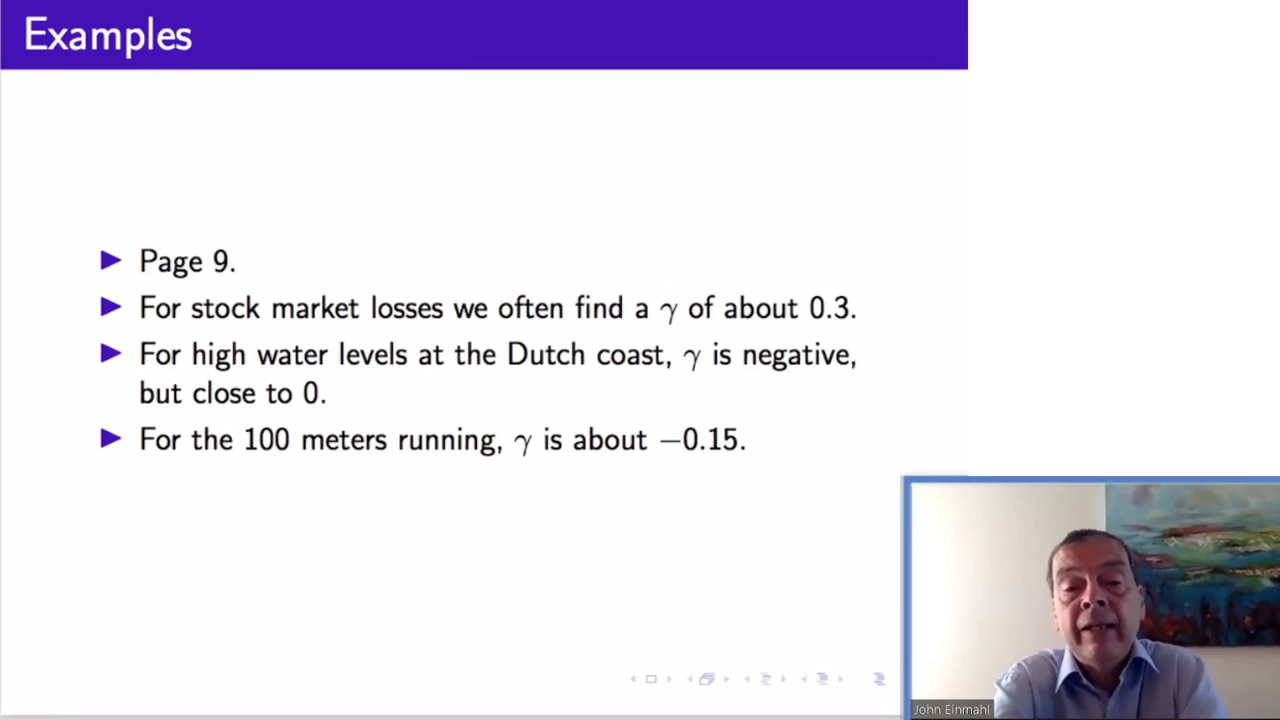 Examples
Page 9.
For stock market losses we often find a γ of about 0.3.
For high water levels at the Dutch coast, γ is negative,
but close to 0.
For the 100 meters running, γ is about −0.15.
John Einmahl